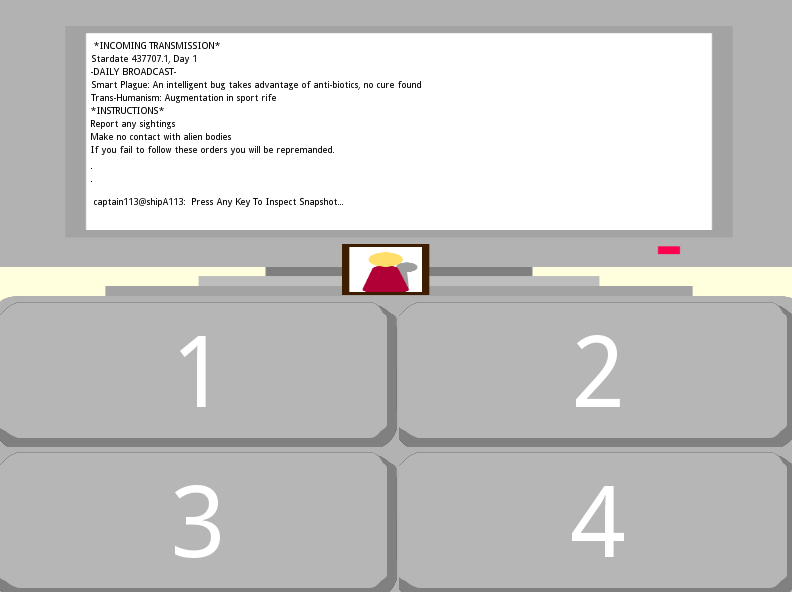 *INCOMING TRANSMISSION*
Stardate 437707.1, Day 1
-DAILY BROADCAST-
Smart Plague: An intelligent bug takes advantage of anti-biotics, no cure found
Trans-Humanism: Augmentation in sport rife
*INSTRUCTIONS*
Report any sightings
Make no contact with alien bodies
If you fail to follow these orders you will be repremanded.
.
.
captain113@shipA113: Press Any Key To Inspect Snapshot...
1
2
3
4